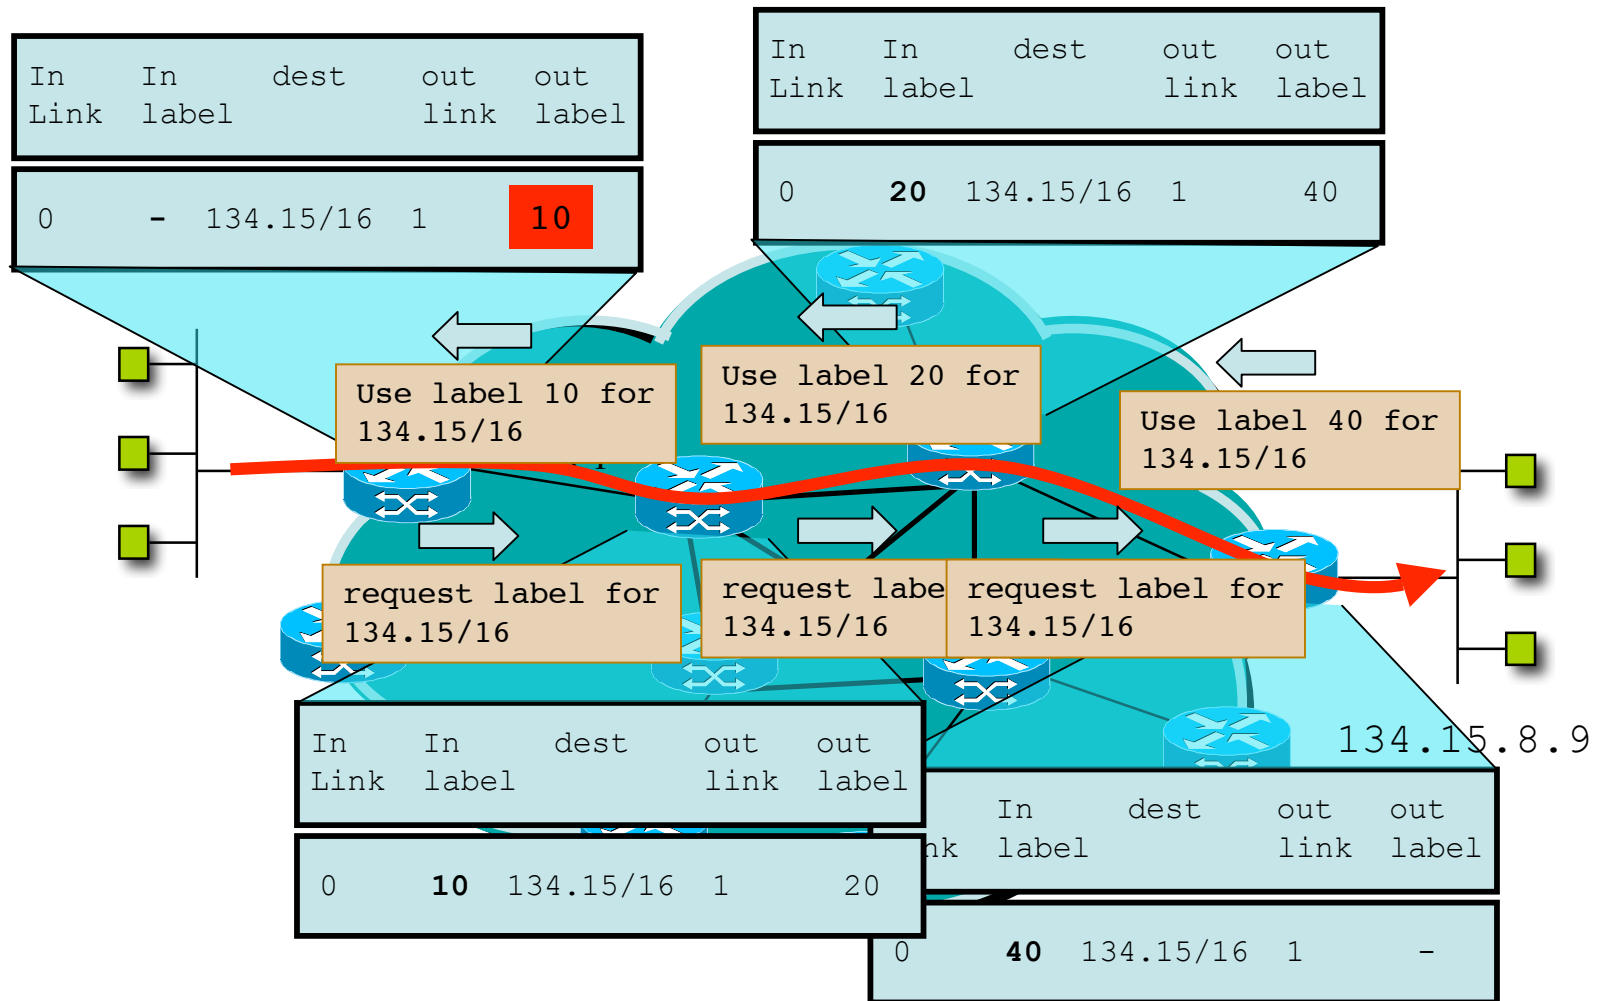 In In dest out out
Link label link label
0 - 134.15/16 1 10
In In dest out out
Link label link label
0 20 134.15/16 1 40
Use label 10 for
134.15/16
Use label 20 for
134.15/16
Use label 40 for
134.15/16
request label for
134.15/16
request labe
134.15/16
request label for
134.15/16
134.15.8.9
In In dest out out
Link label link label
0 10 134.15/16 1 20
In dest out out
nk label link label
0 40 134.15/16 1 -